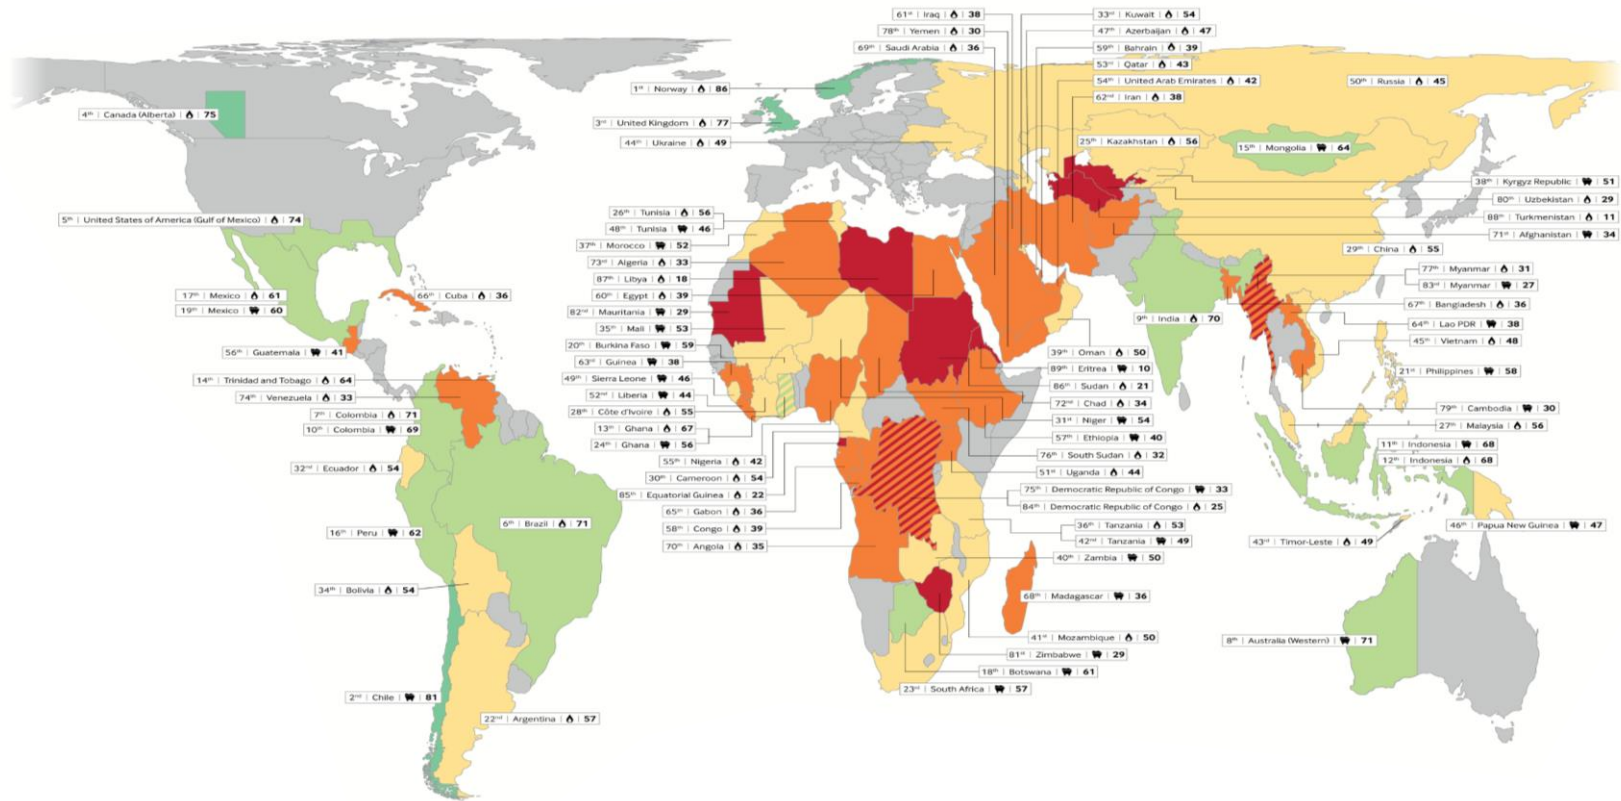 61st | Iraq | 38
33rd | Kuwait | 54
78th | Yemen | 30
47th | Azerbaijan | 47
69th | Saudi Arabia | 36
59th | Bahrain | 39
53rd | Qatar | 43
54th | United Arab Emirates | 42
50th | Russia | 45
1st | Norway | 86
62nd | Iran | 38
4th | Canada (Alberta) | 75
3rd | United Kingdom | 77
44th | Ukraine | 49
25th | Kazakhstan | 56
15th | Mongolia | 64
38th | Kyrgyz Republic | 51
80th | Uzbekistan | 29
88th | Turkmenistan | 11
71st | Afghanistan | 34
5th | United States of America (Gulf of Mexico) | 74
26th | Tunisia | 56
48th | Tunisia | 46
37th | Morocco | 52
29th | China | 55
73rd | Algeria | 33
77th | Myanmar | 31
87th | Libya | 18
83rd | Myanmar | 27
17th | Mexico | 61
66th | Cuba | 36
60th | Egypt | 39
67th | Bangladesh | 36
19th | Mexico | 60
82nd | Mauritania | 29
9th | India | 70
64th | Lao PDR | 38
35th | Mali | 53
45th | Vietnam | 48
20th | Burkina Faso | 59
56th | Guatemala | 41
39th | Oman | 50
63rd | Guinea | 38
89th | Eritrea | 10
21st | Philippines | 58
14th | Trinidad and Tobago | 64
49th | Sierra Leone | 46
86th | Sudan | 21
74th | Venezuela | 33
52nd | Liberia | 44
72nd | Chad | 34
79th | Cambodia | 30
7th | Colombia | 71
28th | Côte d'Ivoire | 55
31st | Niger | 54
27th | Malaysia | 56
10th | Colombia | 69
13th | Ghana | 67
57th | Ethiopia | 40
11th | Indonesia | 68
24th | Ghana | 56
76th | South Sudan | 32
12th | Indonesia | 68
32nd | Ecuador | 54
55th | Nigeria | 42
51st | Uganda | 44
30th | Cameroon | 54
75th | Democratic Republic of Congo | 33
85th | Equatorial Guinea | 22
84th | Democratic Republic of Congo | 25
65th | Gabon | 36
6th | Brazil | 71
36th | Tanzania | 53
46th | Papua New Guinea | 47
16th | Peru | 62
58th | Congo | 39
42nd | Tanzania | 49
43rd | Timor-Leste | 49
70th | Angola | 35
40th | Zambia | 50
34th | Bolivia | 54
68th | Madagascar | 36
41st | Mozambique | 50
8th | Australia (Western) | 71
81st | Zimbabwe | 29
18th | Botswana | 61
23rd | South Africa | 57
2nd | Chile | 81
22nd | Argentina | 57